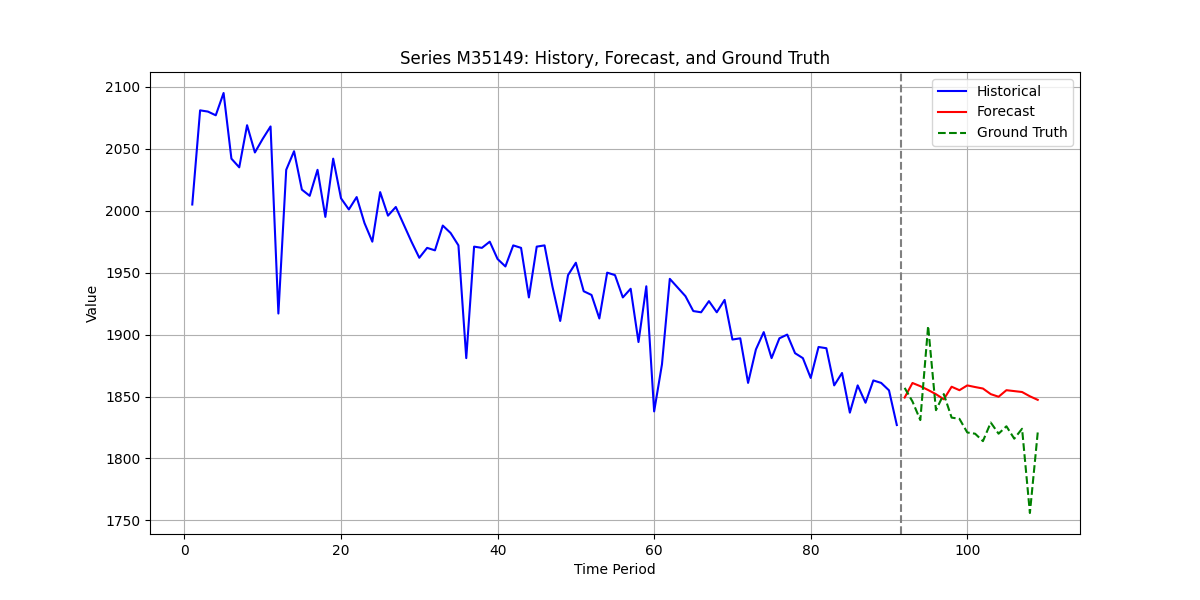 Series M35149: History, Forecast, and Ground Truth
2100
2050
2000
1950
1900
1850
1800
1750
Value
0
20
40
60
80
100
Time Period
Historical
Forecast
Ground Truth